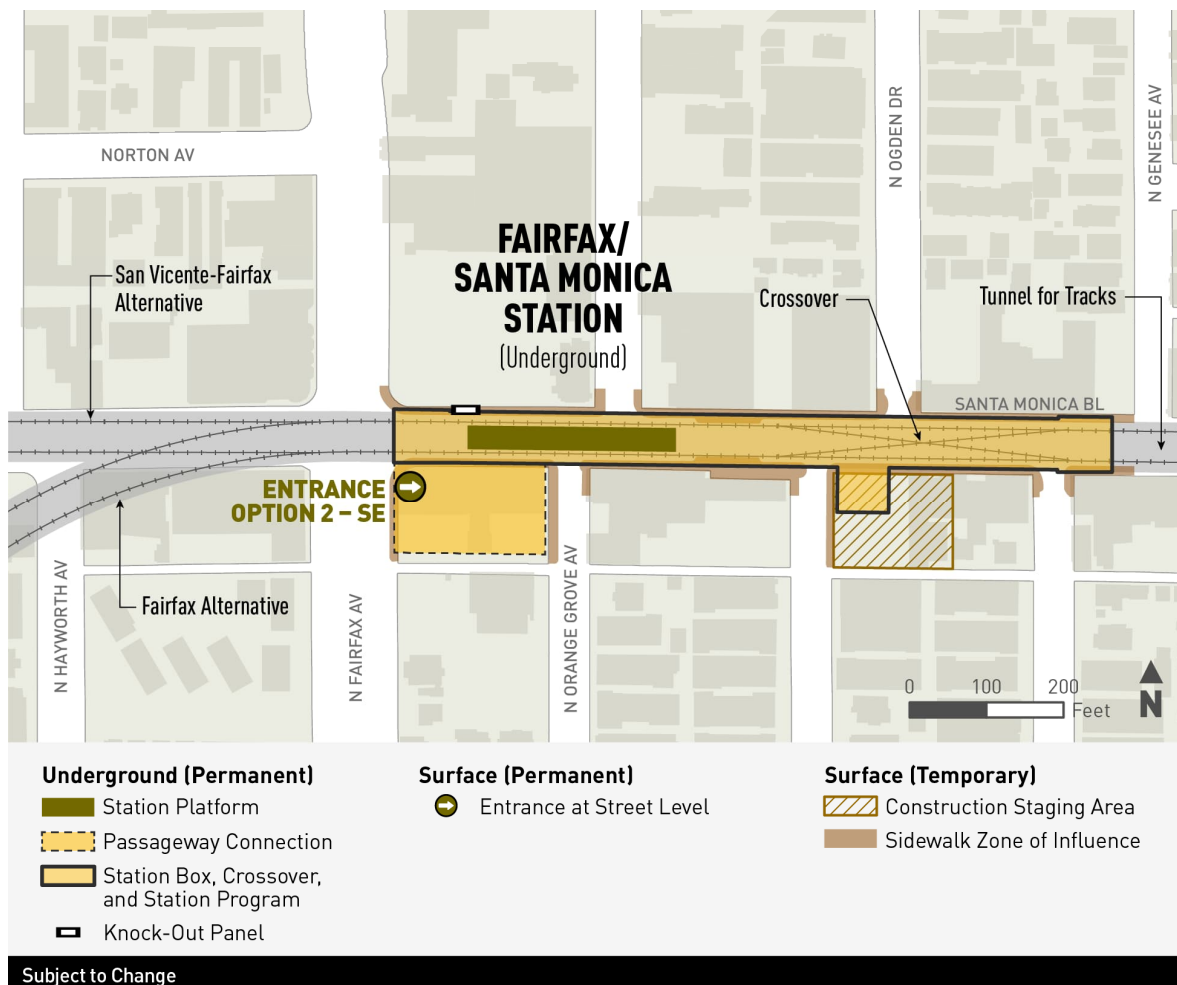 NORTON AV
N OGDEN DR
N GENESEE AV
FAIRFAX/
SANTA MONICA
STATION
(Underground)
San Vicente-Fairfax
Alternative
Crossover
Tunnel for Tracks
SANTA MONICA BL
ENTRANCE
OPTION 2 – SE
N HAYWORTH AV
Fairfax Alternative
N FAIRFAX AV
N ORANGE GROVE AV
0 100 200
Feet
N
Underground (Permanent)
Station Platform
Passageway Connection
Station Box, Crossover,
and Station Program
Knock-Out Panel
Surface (Permanent)
Entrance at Street Level
Surface (Temporary)
Construction Staging Area
Sidewalk Zone of Influence
Subject to Change